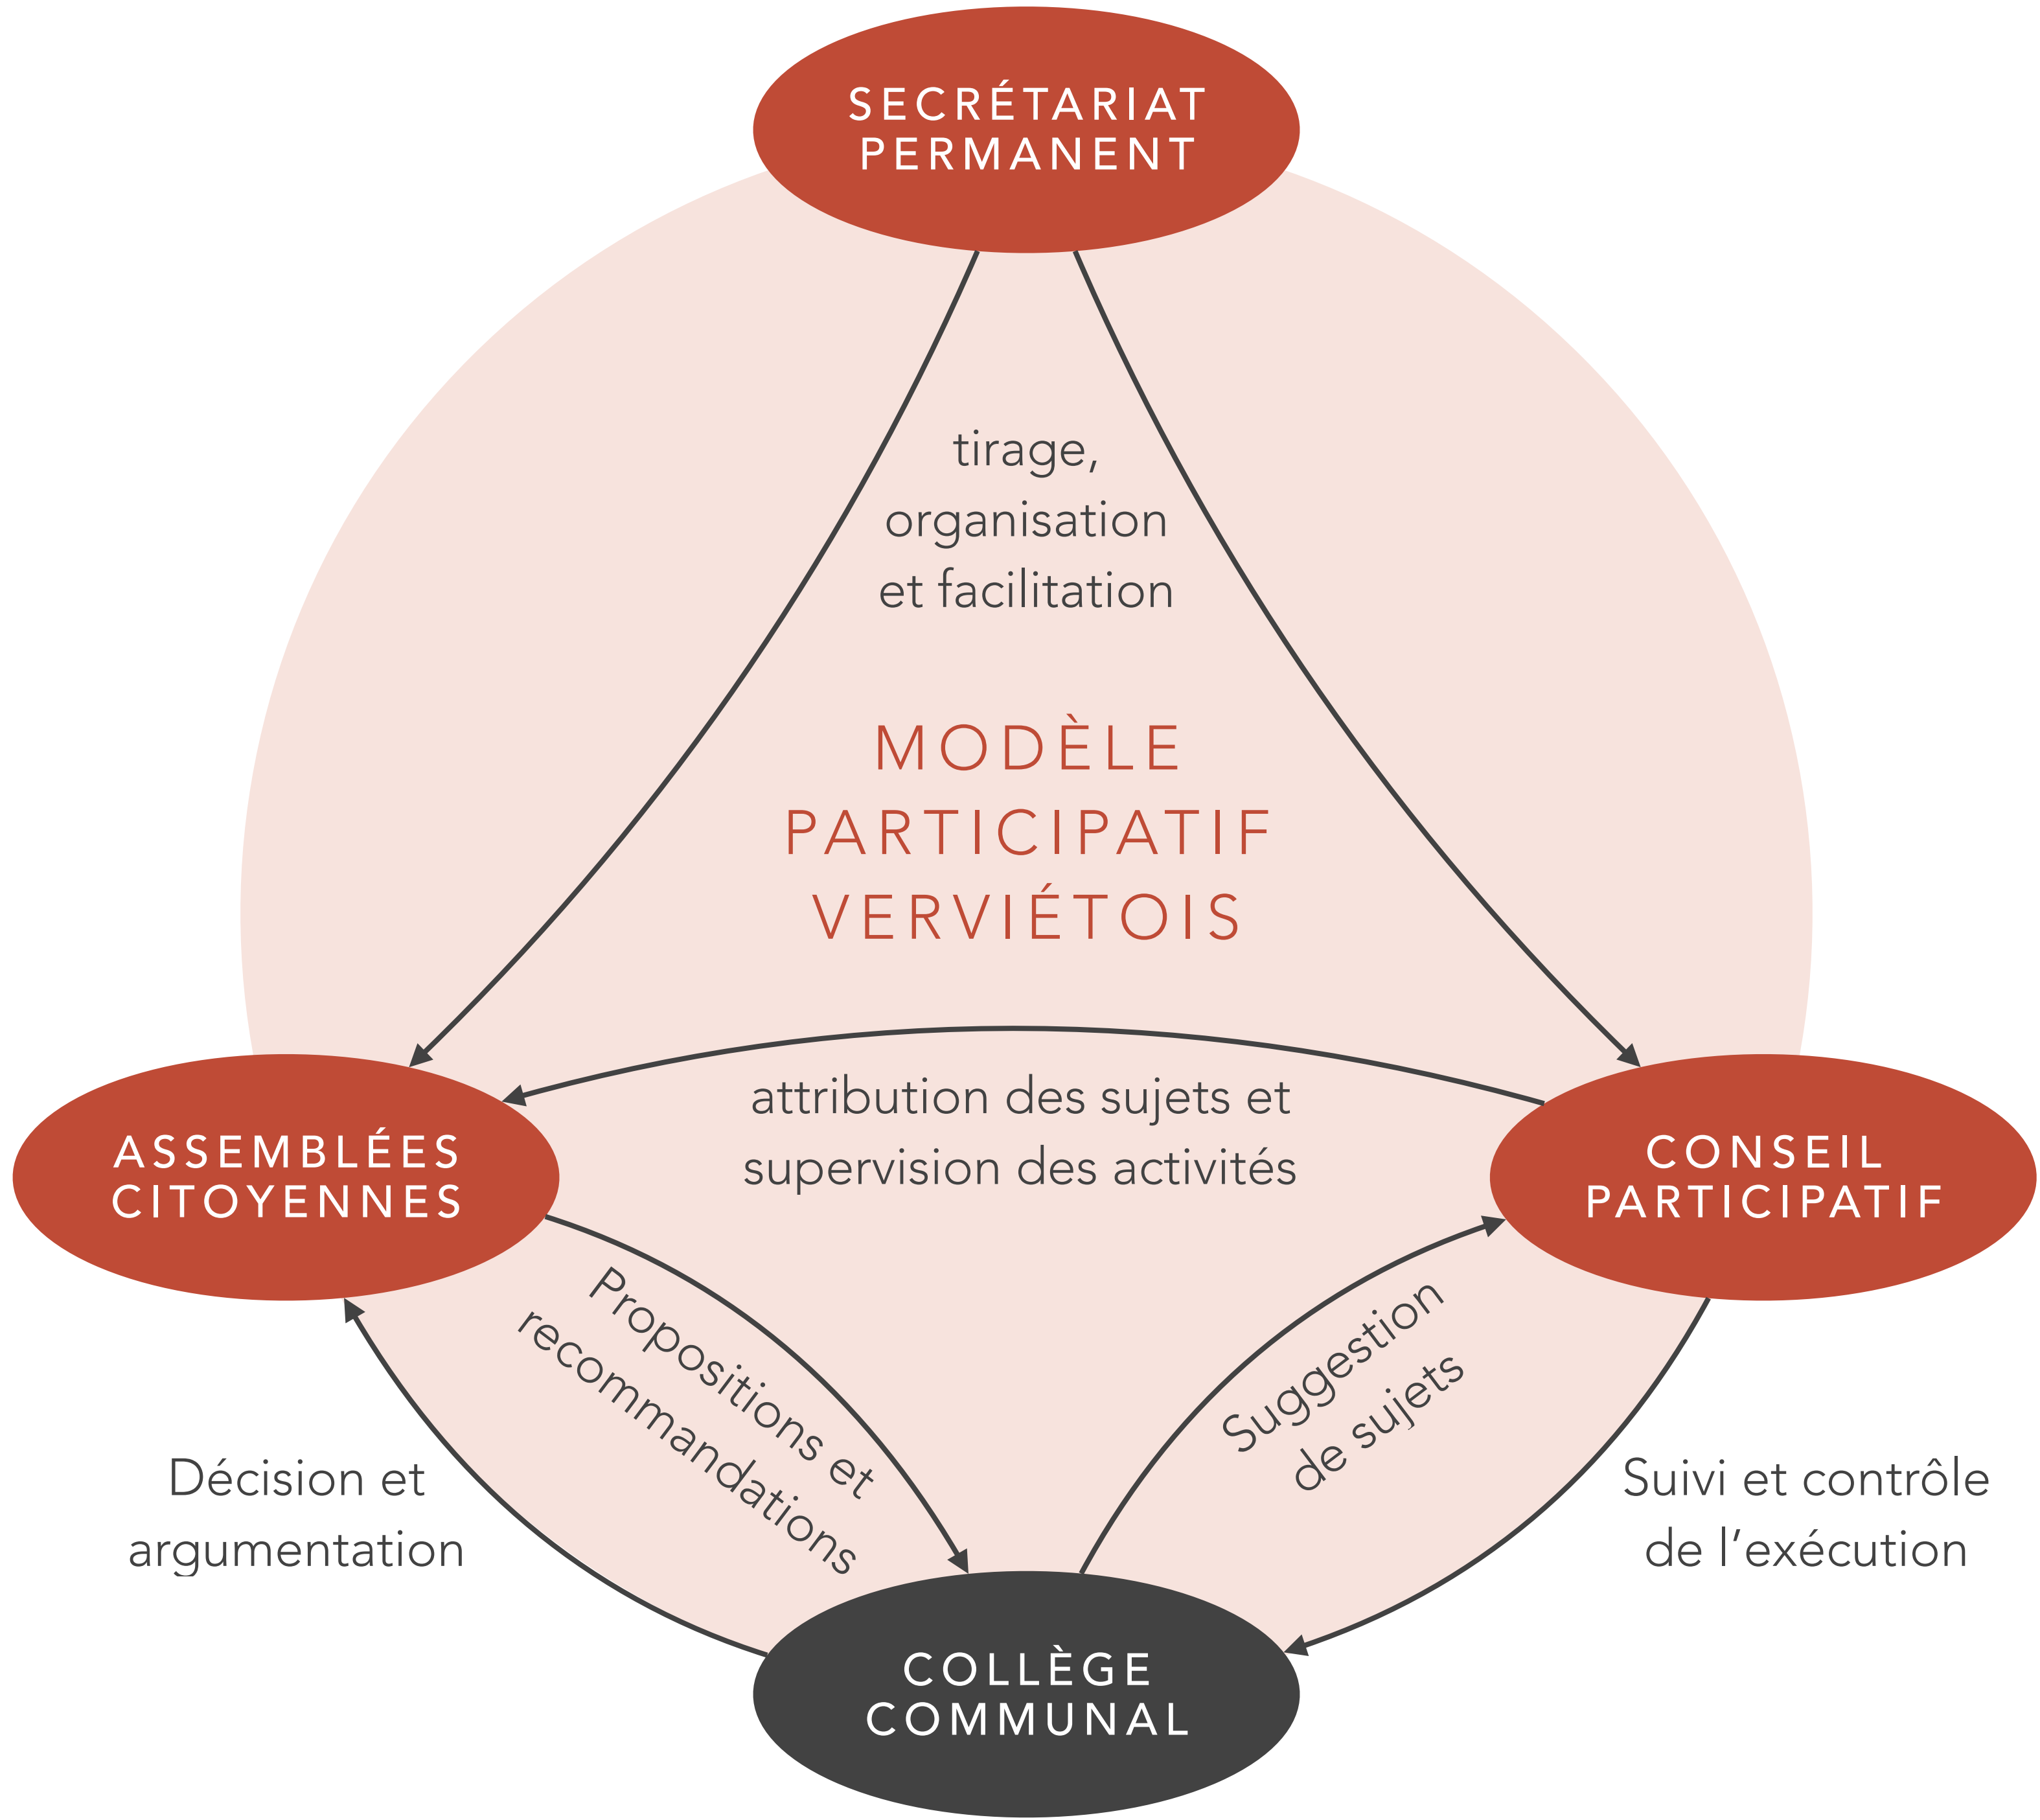 SECRÉTARIAT
PERMANENT
tirage,
organisation
et facilitation
MODÈLE
PARTICIPATIF
VERVIÉTOIS
attribution des sujets et
supervision des activités
ASSEMBLÉES
CITOYENNES
CONSEIL
PARTICIPATIF
Propositions et
recommandations
Suggestion
de sujets
Décision et
argumentation
Suivi et contrôle
de l'exécution
COLLÈGE
COMMUNAL